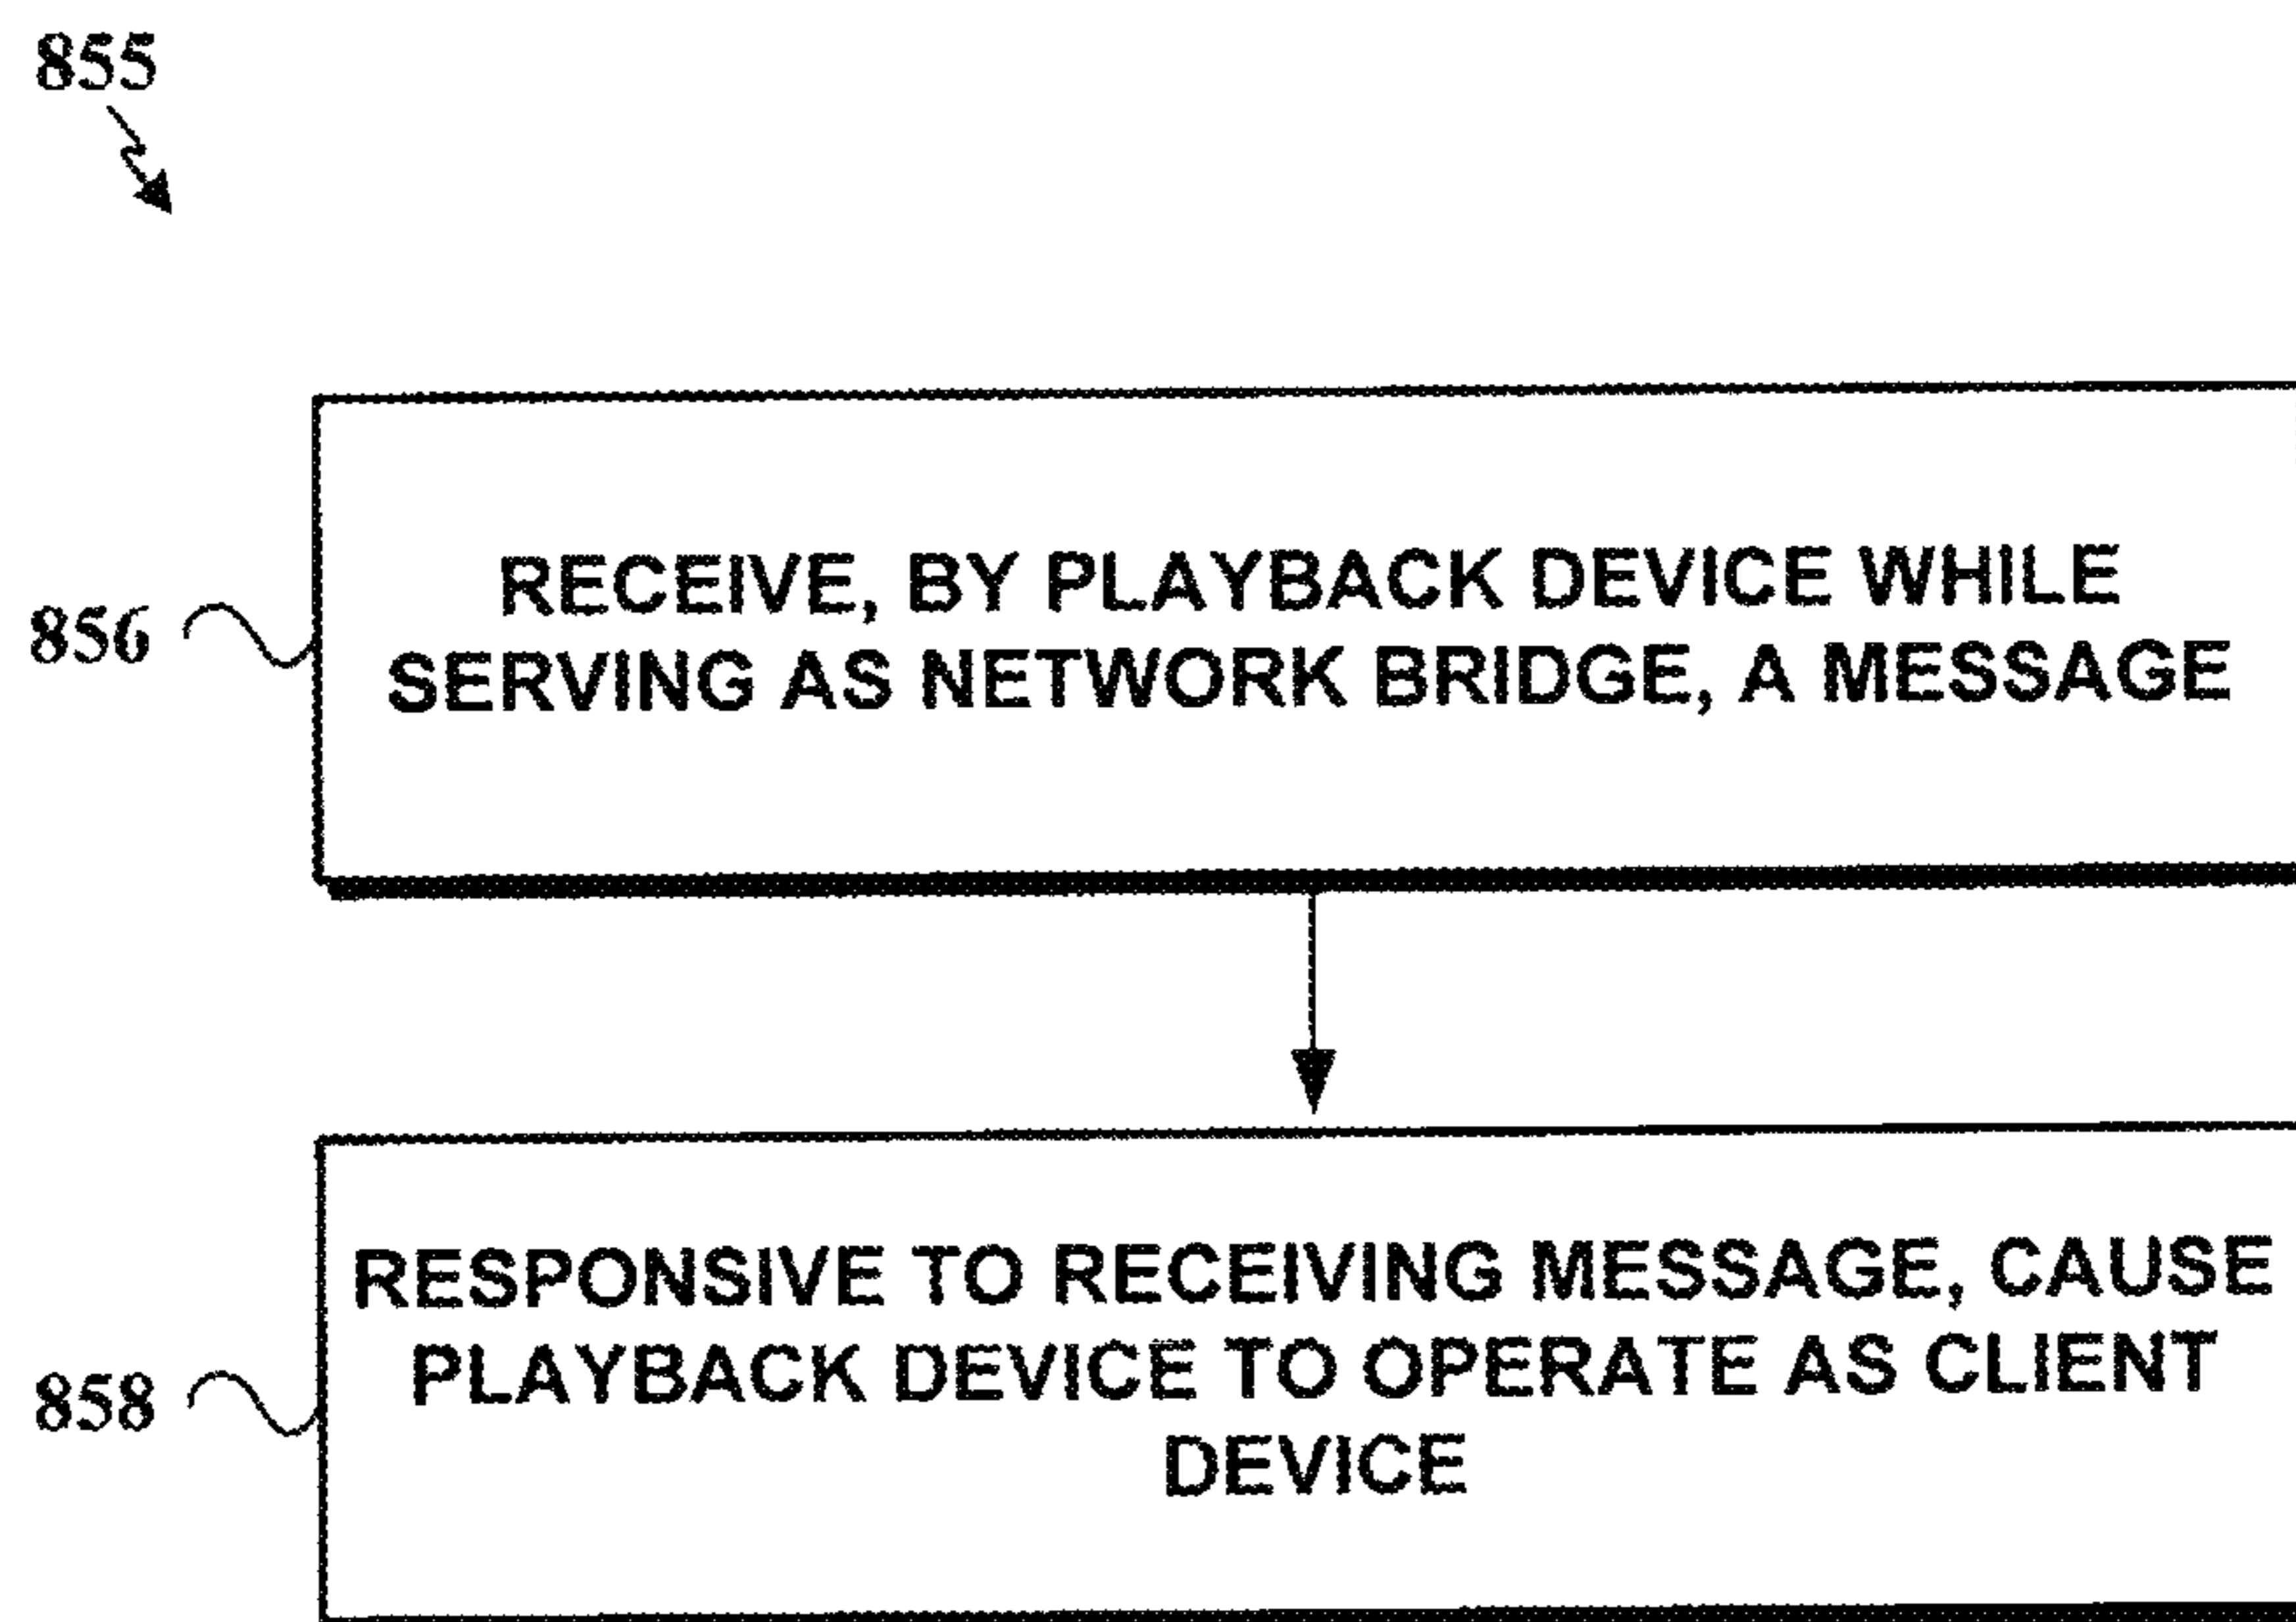 855
856
RECEIVE, BY PLAYBACK DEVICE WHILE
SERVING AS NETWORK BRIDGE, A MESSAGE
858
RESPONSIVE TO RECEIVING MESSAGE, CAUSE
PLAYBACK DEVICE TO OPERATE AS CLIENT
DEVICE